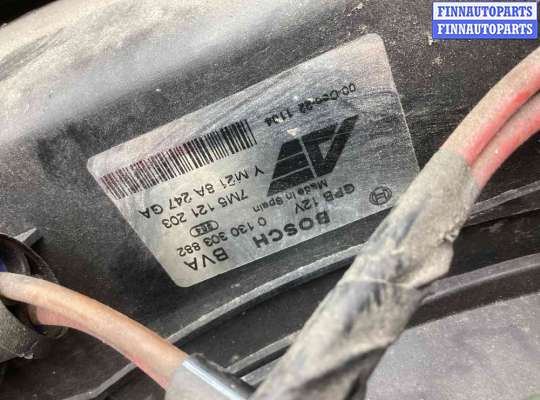 FINNAUTOPARTS
FINNAUTOPARTS
BVA
BOSCH 0 130 303 882
GPB 12V
Made in Spain
7M5 121 203
Y M21 8A 247 GA